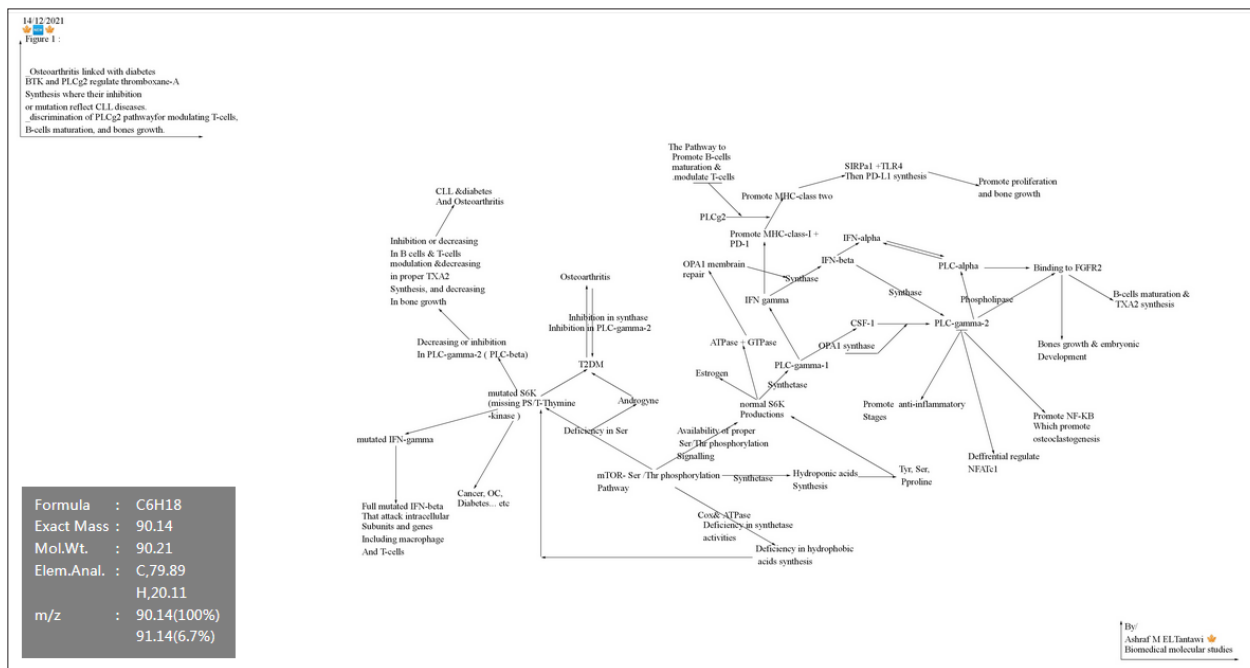 14/12/2021
NEW
Figure 1 :
_Osteoarthritis linked with diabetes
BTK and PLCg2 regulate thromboxane-A
Synthesis where their inhibition
or mutation reflect CLL diseases.
_discrimination of PLCg2 pathwayfor modulating T-cells,
B-cells maturation, and bones growth.
The Pathway to
Promote B-cells
maturation &
.modulate T-cells
SIRPa1 +TLR4
Then PD-L1 synthesis
Promote proliferation
and bone growth
CLL &diabetes
And Osteoarthritis
Promote MHC-class two
PLCg2
Promote MHC-class-I +
PD-1
Inhibition or decreasing
In B cells & T-cells
modulation &decreasing
in proper TXA2
Synthesis, and decreasing
In bone growth
IFN-alpha
OPA1 membrain
repair
IFN-beta
Synthase
PLC-alpha
Binding to FGFR2
Osteoarthritis
IFN gamma
Synthase
Phospholipase
B-cells maturation &
TXA2 synthesis
Inhibition in synthase
Inhibition in PLC-gamma-2
CSF-1
PLC-gamma-2
OPA1 synthase
Decreasing or inhibition
In PLC-gamma-2 ( PLC-beta)
ATPase + GTPase
Bones growth & embryonic
Development
T2DM
PLC-gamma-1
Estrogen
Synthetase
mutated S6K
(missing PS/T-Thymine
-kinase )
Androgyne
normal S6K
Productions
Promote  anti-inflammatory
Stages
Promote NF-KB
Which promote
osteoclastogenesis
mutated IFN-gamma
Deficiency in Ser
Availability of proper
Ser/Thr phosphorylation
Signalling
Deffrential regulate
NFATc1
mTOR- Ser /Thr phosphorylation
Pathway
Synthetase
Hydroponic acids
Synthesis
Tyr, Ser,
Pproline
Full mutated IFN-beta
That attack intracellular
Subunits and genes
Including macrophage
And T-cells
Cancer, OC,
Diabetes... etc
Cox& ATPase
Deficiency in synthetase
activities
Deficiency in hydrophobic
acids synthesis
Formula : C6H18
Exact Mass : 90.14
Mol.Wt. : 90.21
Elem.Anal. : C,79.89
H,20.11
m/z : 90.14(100%)
91.14(6.7%)
By/
Ashraf M ELTantawi
Biomedical molecular studies